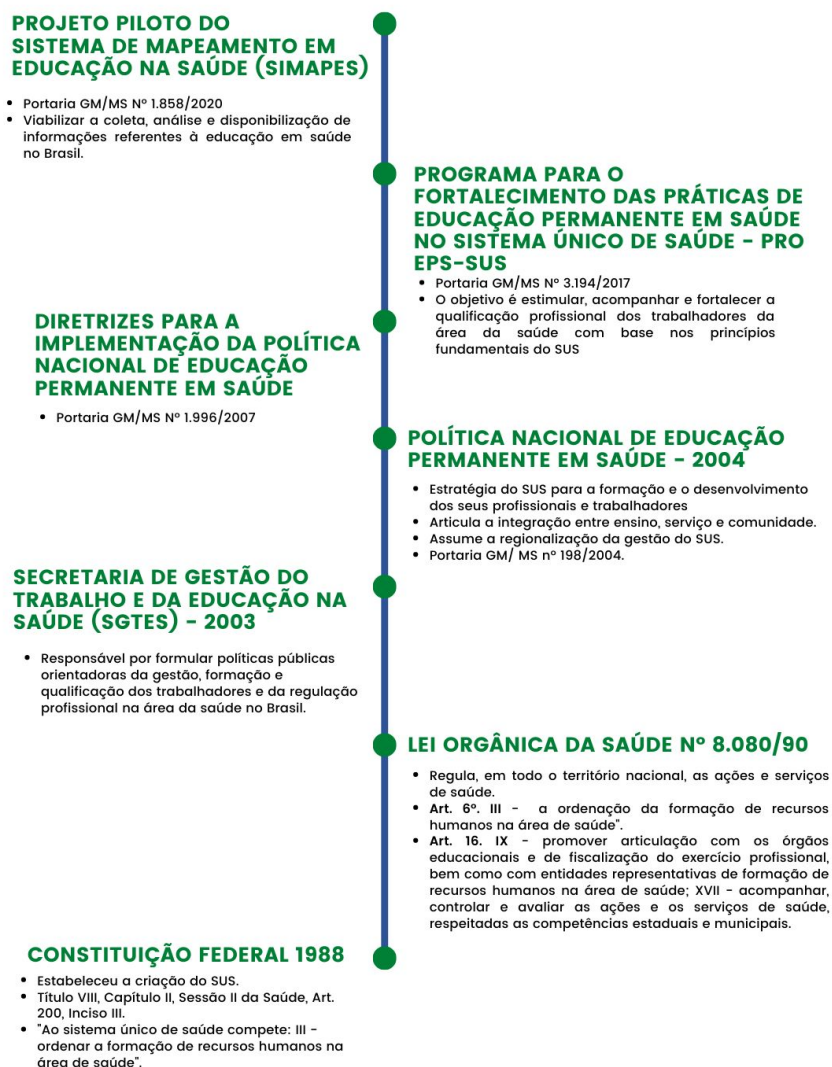 PROJETO PILOTO DO
SISTEMA DE MAPEAMENTO EM
EDUCAÇÃO NA SAÚDE (SIMAPES)
• Portaria GM/MS Nº 1.858/2020
• Viabilizar a coleta, análise e disponibilização de
informações referentes à educação em saúde
no Brasil.
PROGRAMA PARA O
FORTALECIMENTO DAS PRÁTICAS DE
EDUCAÇÃO PERMANENTE EM SAÚDE
NO SISTEMA ÚNICO DE SAÚDE - PRO
EPS-SUS
• Portaria GM/MS Nº 3.194/2017
• O objetivo é estimular, acompanhar e fortalecer a
qualificação profissional dos trabalhadores da
área da saúde com base nos princípios
fundamentais do SUS
DIRETRIZES PARA A
IMPLEMENTAÇÃO DA POLÍTICA
NACIONAL DE EDUCAÇÃO
PERMANENTE EM SAÚDE
• Portaria GM/MS Nº 1.996/2007
POLÍTICA NACIONAL DE EDUCAÇÃO
PERMANENTE EM SAÚDE - 2004
• Estratégia do SUS para a formação e o desenvolvimento
dos seus profissionais e trabalhadores
• Articula a integração entre ensino, serviço e comunidade.
• Assume a regionalização da gestão do SUS.
• Portaria GM/ MS nº 198/2004.
SECRETARIA DE GESTÃO DO
TRABALHO E DA EDUCAÇÃO NA
SAÚDE (SGTES) - 2003
• Responsável por formular políticas públicas
orientadoras da gestão, formação e
qualificação dos trabalhadores e da regulação
profissional na área da saúde no Brasil.
LEI ORGÂNICA DA SAÚDE Nº 8.080/90
• Regula, em todo o território nacional, as ações e serviços
de saúde.
• Art. 6º. III - a ordenação da formação de recursos
humanos na área de saúde".
• Art. 16. IX - promover articulação com os órgãos
educacionais e de fiscalização do exercício profissional,
bem como com entidades representativas de formação de
recursos humanos na área de saúde; XVII - acompanhar,
controlar e avaliar as ações e os serviços de saúde,
respeitadas as competências estaduais e municipais.
CONSTITUIÇÃO FEDERAL 1988
• Estabeleceu a criação do SUS.
• Título VIII, Capítulo II, Sessão II da Saúde, Art.
200, Inciso III.
• "Ao sistema único de saúde compete: III -
ordenar a formação de recursos humanos na
área de saúde".